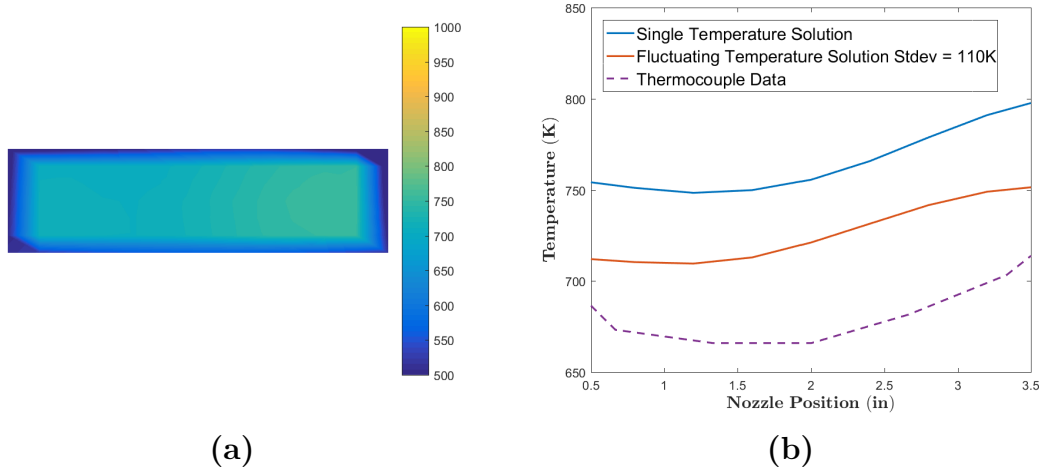 1000
950
900
850
800
750
700
650
600
550
500
(a)
850
800
750
700
650
Temperature (K)
Single Temperature Solution
Fluctuating Temperature Solution Stdev = 110K
Thermocouple Data
0.5 1 1.5 2 2.5 3 3.5
Nozzle Position (in)
(b)